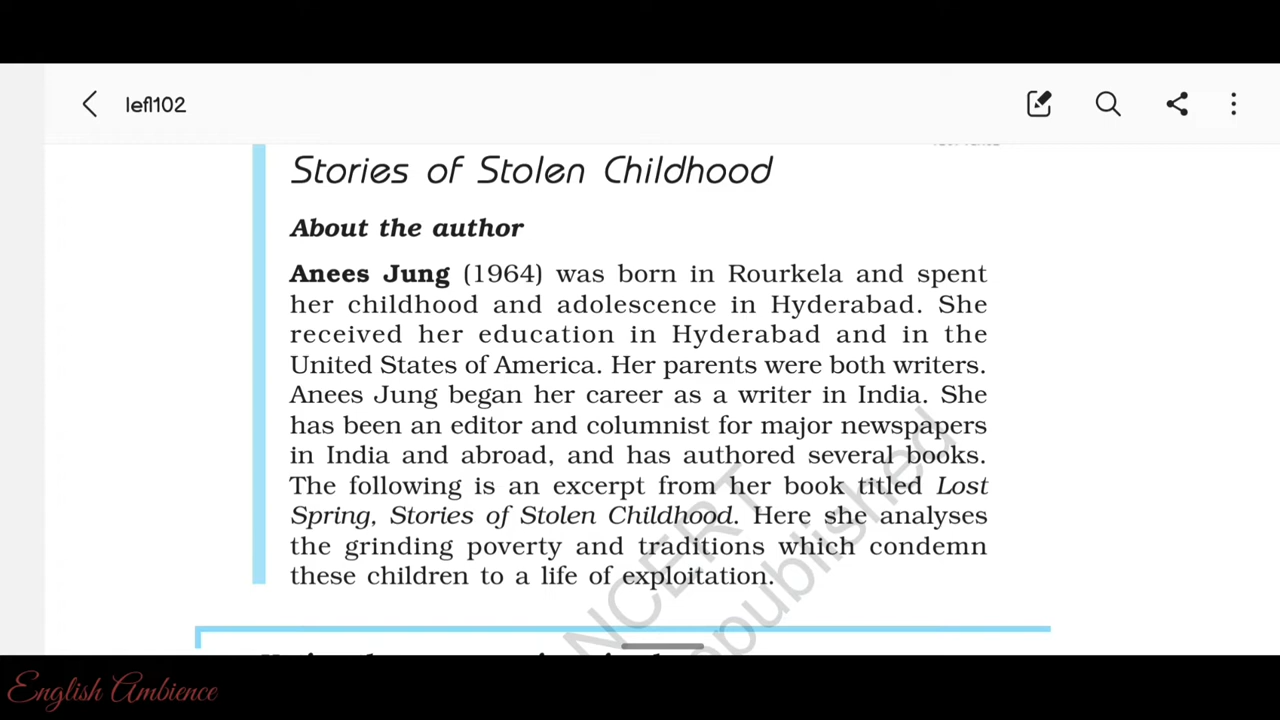 lefl102
Stories of Stolen Childhood
About the author
Anees Jung (1964) was born in Rourkela and spent
her childhood and adolescence in Hyderabad. She
received her education in Hyderabad and in the
United States of America. Her parents were both writers.
Anees Jung began her career as a writer in India. She
has been an editor and columnist for major newspapers
in India and abroad, and has authored several books.
The following is an excerpt from her book titled Lost
Spring, Stories of Stolen Childhood. Here she analyses
the grinding poverty and traditions which condemn
these children to a life of exploitation.
NCERT
republished
English Ambience